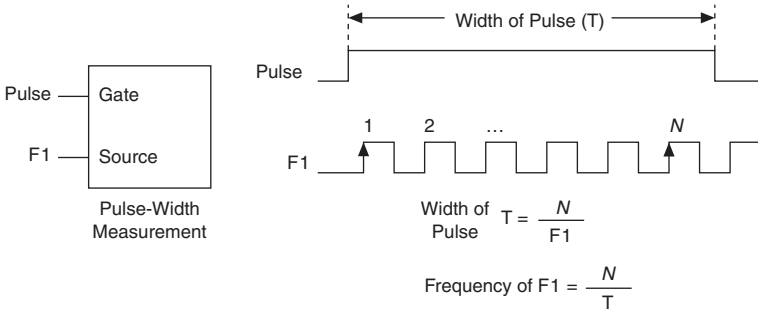 Width of Pulse (T)
Pulse
Pulse
Gate
F1
Source
Pulse-Width
Measurement
1 2 … N
F1
Width of
Pulse
T = N
F1
Frequency of F1 = N
T